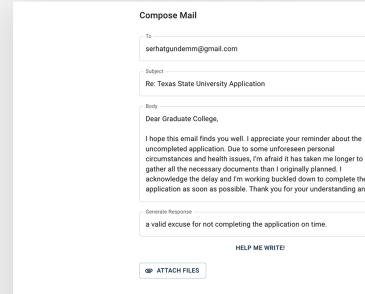 Compose Mail
To
serhatgundemm@gmail.com
Subject
Re: Texas State University Application
Body
Dear Graduate College,
I hope this email finds you well. I appreciate your reminder about the
uncompleted application. Due to some unforeseen personal
circumstances and health issues, I'm afraid it has taken me longer to
gather all the necessary documents than I originally planned. I
acknowledge the delay and I'm working buckled down to complete the
application as soon as possible. Thank you for your understanding an
Generate Response
a valid excuse for not completing the application on time.
HELP ME WRITE!
ATTACH FILES